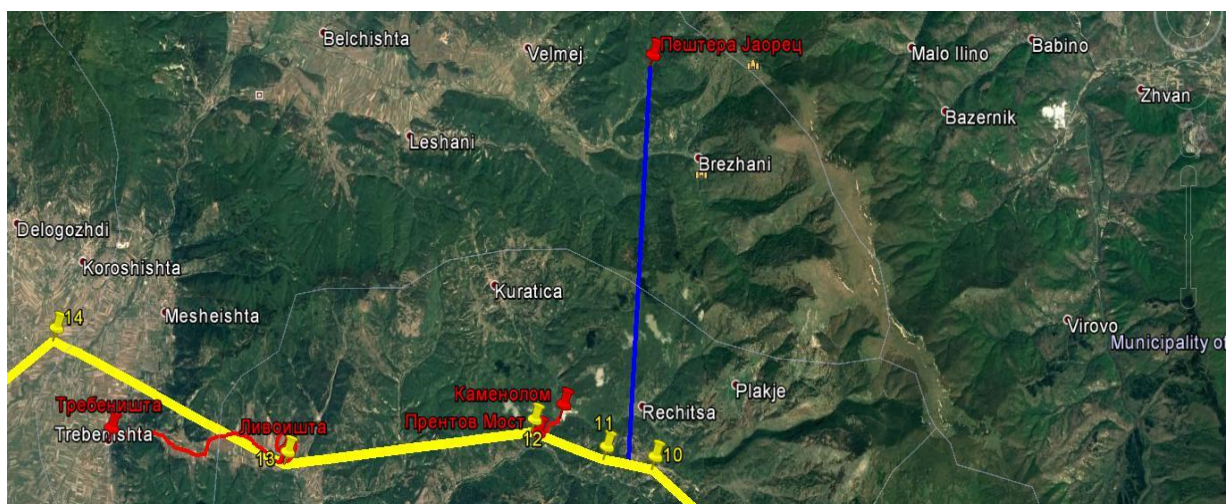 Belchishta
Velmej
Пештера Јаорец
Malo Ilino
Babino
Zhvan
Bazernik
Leshani
Brezhani
Delogozhdi
Koroshishta
Kuratica
Mesheishta
14
Virovo
Municipality of
Plakje
Каменолом
Требеништа
Trebenishta
Ливоишта
Прентов Мост
Rechitsa
11
12
13
10